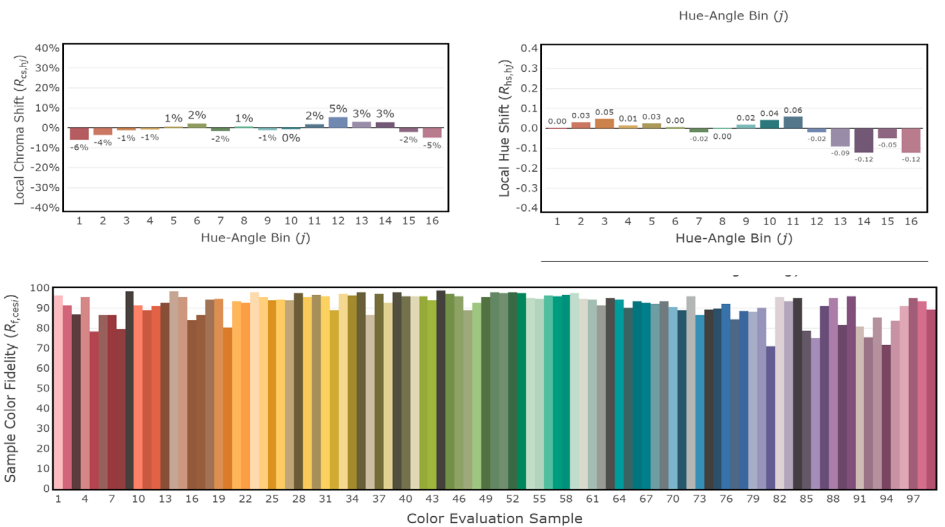 Hue-Angle Bin (j)
Local Chroma Shift (Rcs,hj)
40%
30%
20%
10%
0%
-10%
-20%
-30%
-40%
-6% -4% -1% -1% 1% 2% -2% 1% -1% 0% 2% 5% 3% 3% -2% -5%
1 2 3 4 5 6 7 8 9 10 11 12 13 14 15 16
Hue-Angle Bin (j)
Local Hue Shift (Rhs,hj)
0.4
0.3
0.2
0.1
0.0
-0.1
-0.2
-0.3
-0.4
0.00 0.03 0.05 0.01 0.03 0.00 -0.02 0.00 0.02 0.04 0.06 -0.02 -0.09 -0.12 -0.05 -0.12
1 2 3 4 5 6 7 8 9 10 11 12 13 14 15 16
Hue-Angle Bin (j)
Sample Color Fidelity (Rf,cesi)
100
90
80
70
60
50
40
30
20
10
0
1 4 7 10 13 16 19 22 25 28 31 34 37 40 43 46 49 52 55 58 61 64 67 70 73 76 79 82 85 88 91 94 97
Color Evaluation Sample